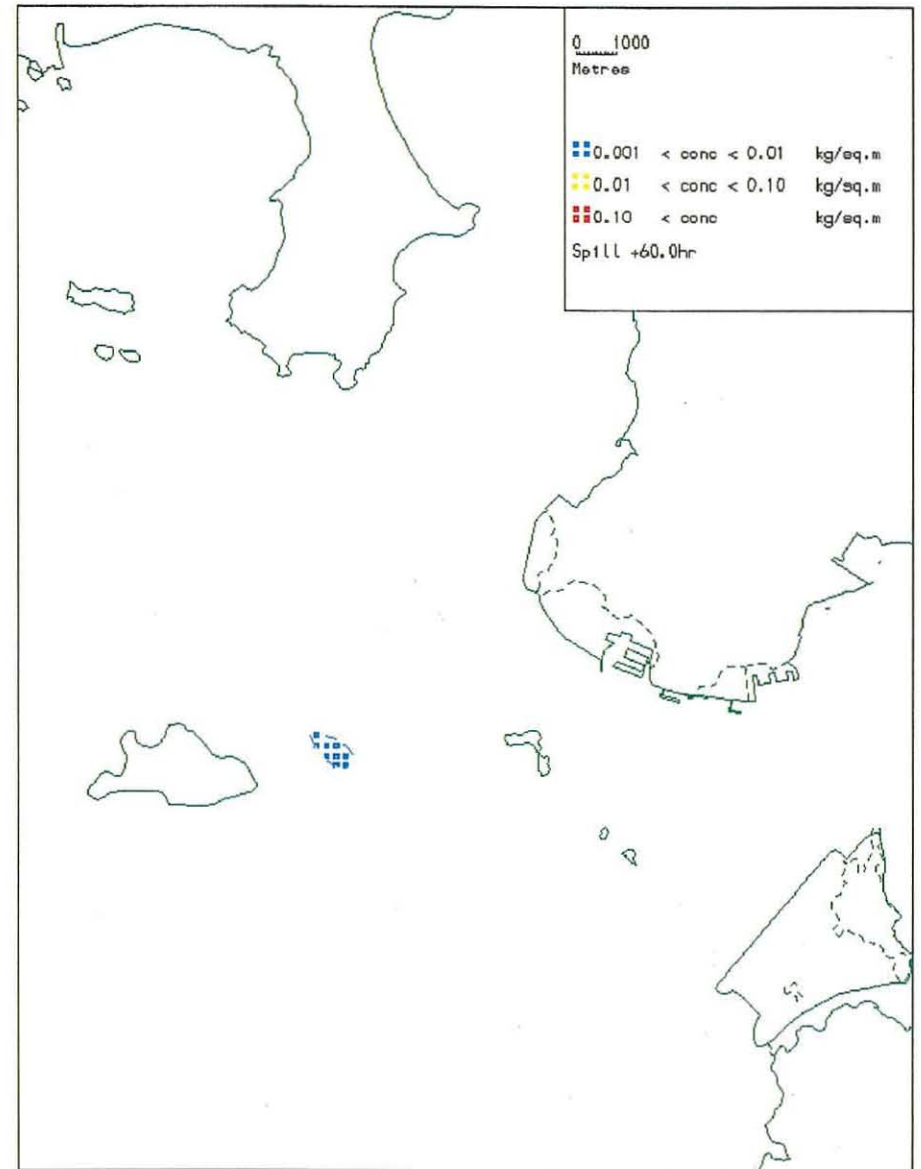 0 1000
Metres
0.001 < conc < 0.01 kg/sq.m
0.01 < conc < 0.10 kg/sq.m
0.10 < conc kg/sq.m
Spill +60.0hr